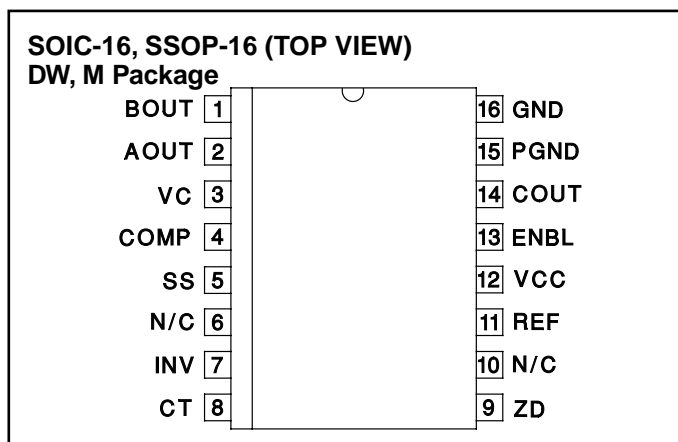 SOIC-16, SSOP-16 (TOP VIEW)
DW, M Package
BOUT 1 16 GND
AOUT 2 15 PGND
VC 3 14 COUT
COMP 4 13 ENBL
SS 5 12 VCC
N/C 6 11 REF
INV 7 10 N/C
CT 8 9 ZD